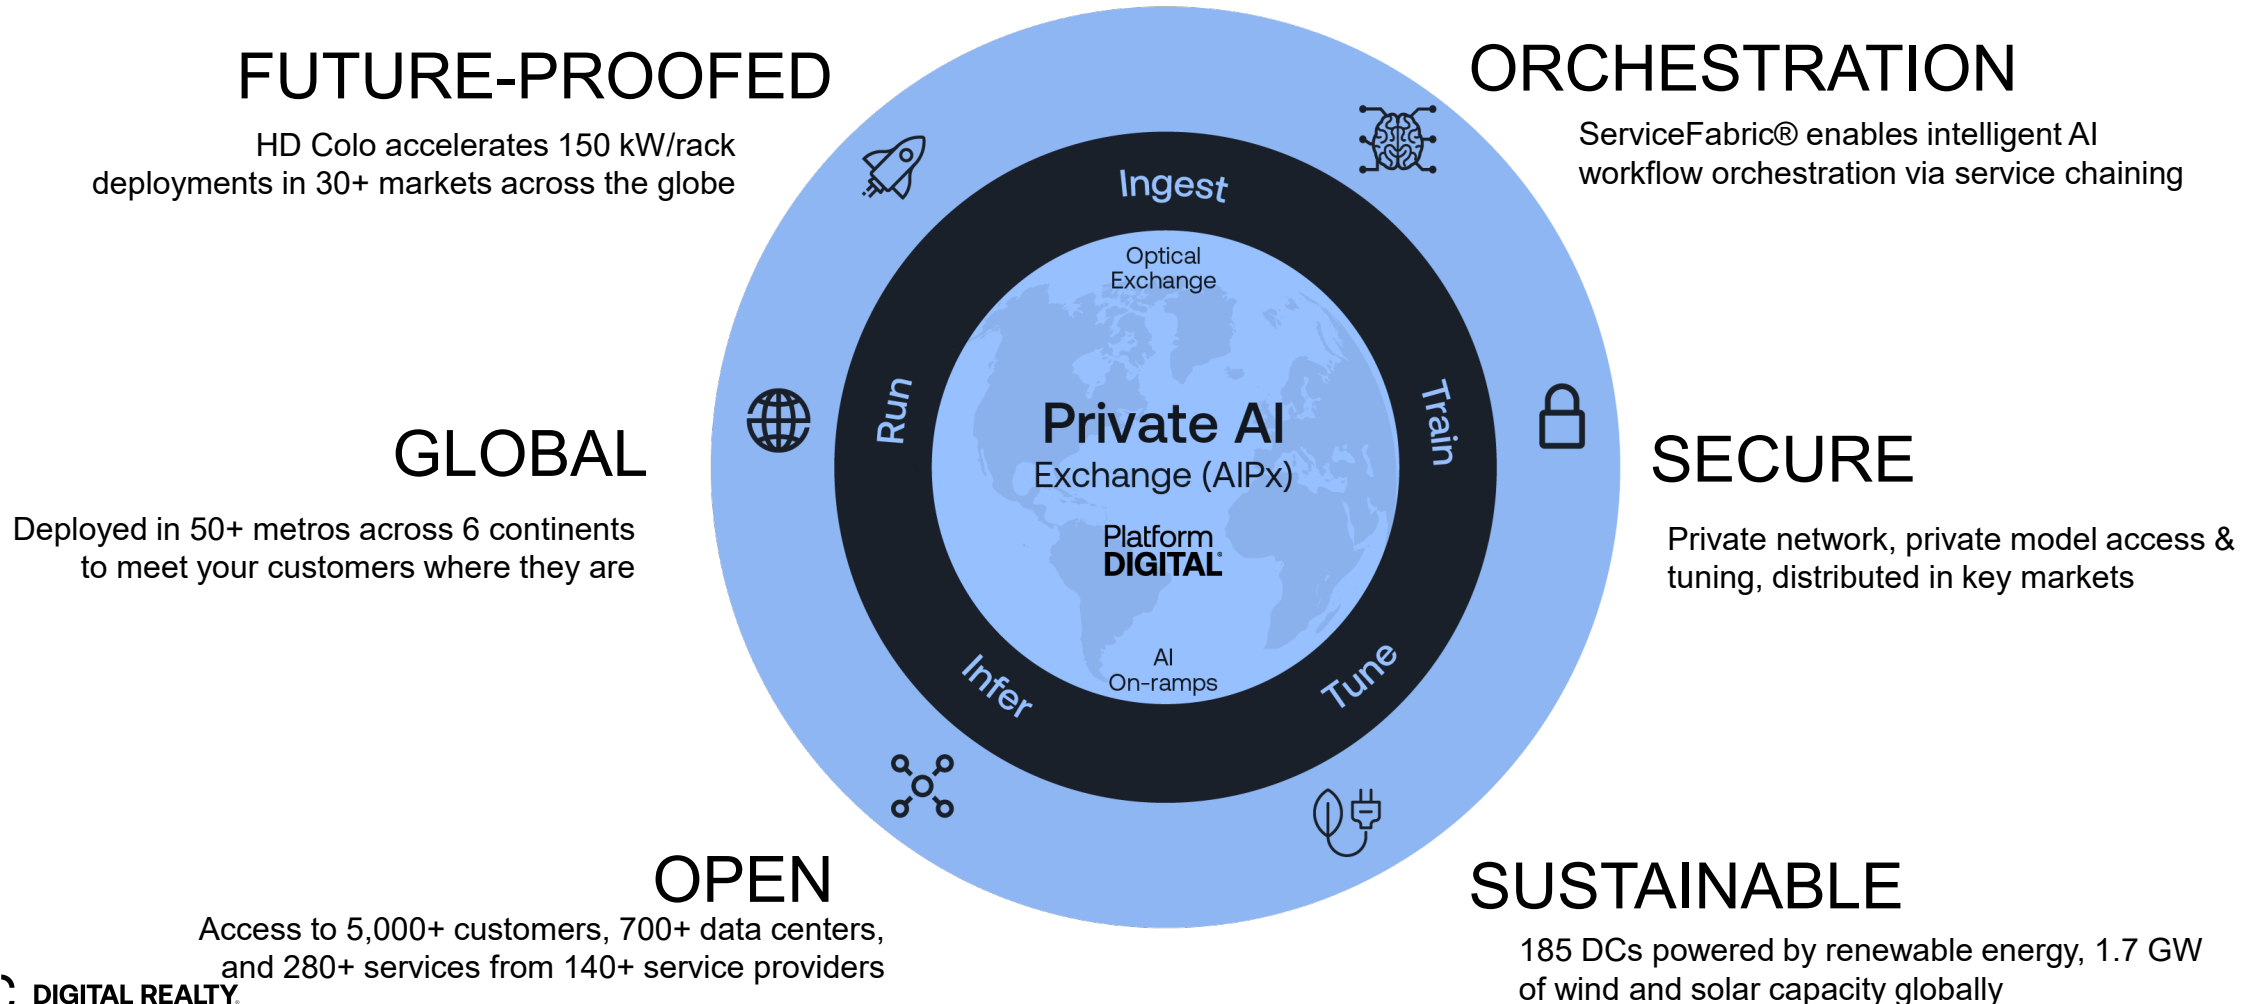 FUTURE-PROOFED
HD Colo accelerates 150 kW/rack
deployments in 30+ markets across the globe
ORCHESTRATION
ServiceFabric® enables intelligent AI
workflow orchestration via service chaining
Ingest
Optical
Exchange
Run
Train
Private AI
Exchange (AIPx)
Platform
DIGITAL®
GLOBAL
Deployed in 50+ metros across 6 continents
to meet your customers where they are
SECURE
Private network, private model access &
tuning, distributed in key markets
AI
On-ramps
Infer
Tune
OPEN
Access to 5,000+ customers, 700+ data centers,
and 280+ services from 140+ service providers
SUSTAINABLE
185 DCs powered by renewable energy, 1.7 GW
of wind and solar capacity globally
DIGITAL REALTY®